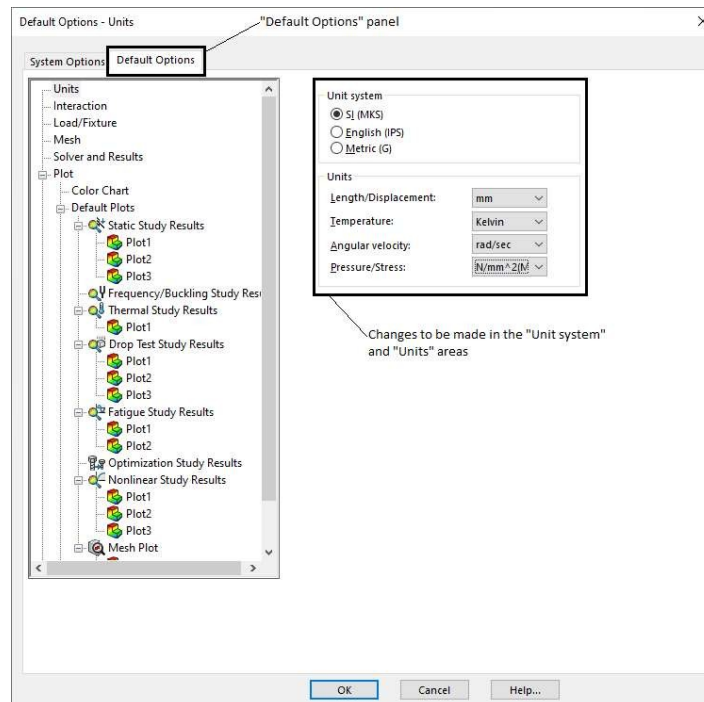 Default Options - Units
"Default Options" panel
System Options
Default Options
Units
Interaction
Load/Fixture
Mesh
Solver and Results
Plot
Color Chart
Default Plots
Static Study Results
Plot1
Plot2
Plot3
Frequency/Buckling Study Resu
Thermal Study Results
Plot1
Drop Test Study Results
Plot1
Plot2
Plot3
Fatigue Study Results
Plot1
Plot2
Optimization Study Results
Nonlinear Study Results
Plot1
Plot2
Plot3
Mesh Plot
Unit system
SI (MKS)
English (IPS)
Metric (G)
Units
Length/Displacement: mm
Temperature: Kelvin
Angular velocity: rad/sec
Pressure/Stress: N/mm^2(M
Changes to be made in the "Unit system"
and "Units" areas
OK Cancel Help...